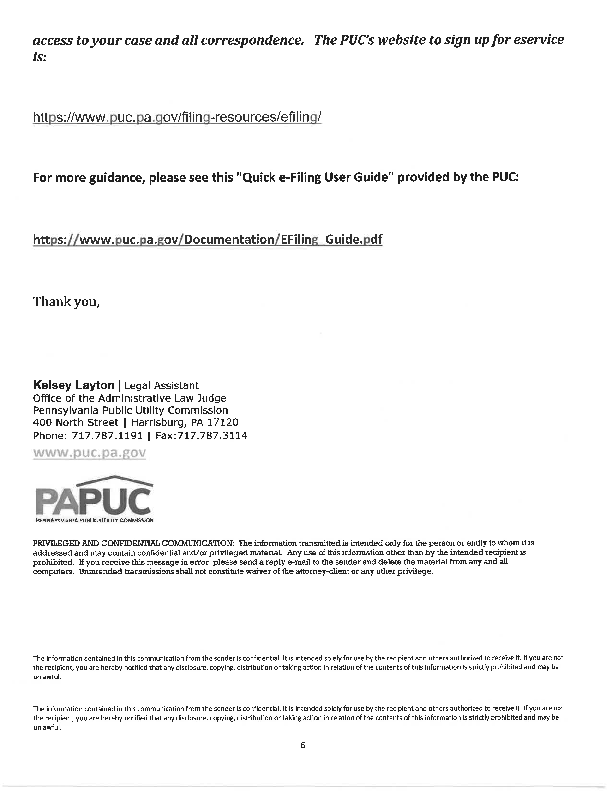 access to your case and all correspondence. The PUC's website to sign up for eservice
is:
https://www.puc.pa.gov/filing-resources/efiling/
For more guidance, please see this "Quick e-Filing User Guide" provided by the PUC:
https://www.puc.pa.gov/Documentation/EFiling_Guide.pdf
Thank you,
Kelsey Layton | Legal Assistant
Office of the Administrative Law Judge
Pennsylvania Public Utility Commission
400 North Street | Harrisburg, PA 17120
Phone: 717.787.1191 | Fax:717.787.3114
www.puc.pa.gov
PAPUC
PENNSYLVANIA PUBLIC UTILITY COMMISSION
PRIVILEGED AND CONFIDENTIAL COMMUNICATION: The information transmitted is intended only for the person or entity to whom it is
addressed and may contain confidential and/or privileged material. Any use of this information other than by the intended recipient is
prohibited. If you receive this message in error, please send a reply e-mail to the sender and delete the material from any and all
computers. Unintended transmissions shall not constitute waiver of the attorney-client or any other privilege.
The information contained in this communication from the sender is confidential. It is intended solely for use by the recipient and others authorized to receive it. If you are not
the recipient, you are hereby notified that any disclosure, copying, distribution or taking action in relation of the contents of this information is strictly prohibited and may be
unlawful.
The information contained in this communication from the sender is confidential. It is intended solely for use by the recipient and others authorized to receive it. If you are not
the recipient, you are hereby notified that any disclosure, copying, distribution or taking action in relation of the contents of this information is strictly prohibited and may be
unlawful.
6